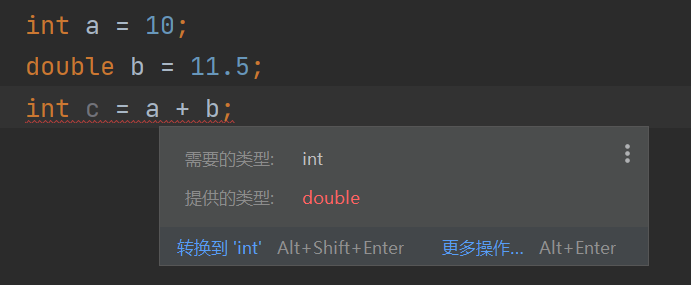 int a = 10;
double b = 11.5;
int c = a + b;
需要的类型: int
提供的类型: double
转换到 'int' Alt+Shift+Enter 更多操作... Alt+Enter